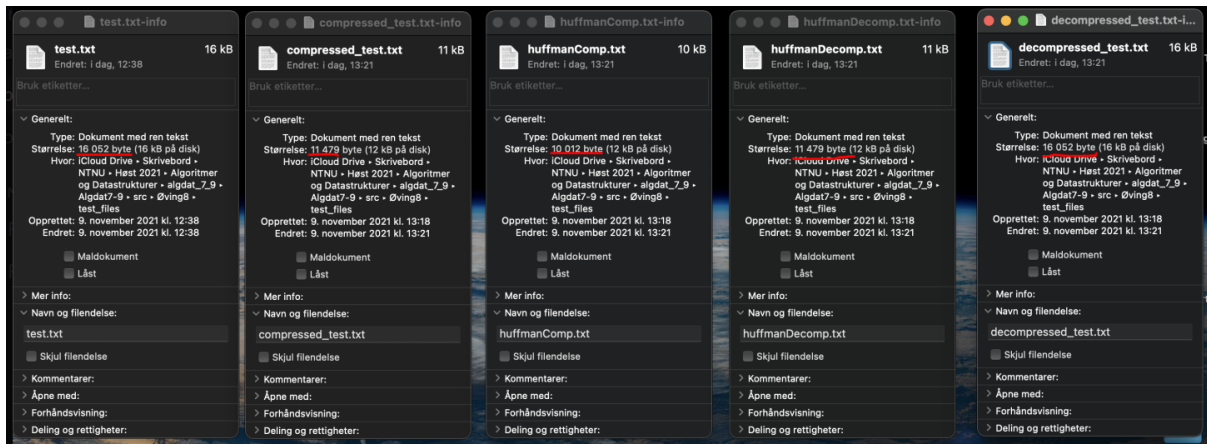 test.txt-info
test.txt 16 kB
Endret: i dag, 12:38
Bruk etiketter...
Generelt:
Type: Dokument med ren tekst
Størrelse: 16 052 byte (16 kB på disk)
Hvor: iCloud Drive ‣ Skrivebord ‣
NTNU ‣ Høst 2021 ‣ Algoritmer
og Datastrukturer ‣ algdat_7_9 ‣
Algdat7-9 ‣ src ‣ Øving8 ‣
test_files
Opprettet: 9. november 2021 kl. 12:38
Endret: 9. november 2021 kl. 12:38
Maldokument
Låst
Mer info:
Navn og filendelse:
test.txt
Skjul filendelse
Kommentarer:
Åpne med:
Forhåndsvisning:
Deling og rettigheter:
compressed_test.txt-info
compressed_test.txt 11 kB
Endret: i dag, 13:21
Bruk etiketter...
Generelt:
Type: Dokument med ren tekst
Størrelse: 11 479 byte (12 kB på disk)
Hvor: iCloud Drive ‣ Skrivebord ‣
NTNU ‣ Høst 2021 ‣ Algoritmer
og Datastrukturer ‣ algdat_7_9 ‣
Algdat7-9 ‣ src ‣ Øving8 ‣
test_files
Opprettet: 9. november 2021 kl. 13:18
Endret: 9. november 2021 kl. 13:21
Maldokument
Låst
Mer info:
Navn og filendelse:
compressed_test.txt
Skjul filendelse
Kommentarer:
Åpne med:
Forhåndsvisning:
Deling og rettigheter:
huffmanComp.txt-info
huffmanComp.txt 10 kB
Endret: i dag, 13:21
Bruk etiketter...
Generelt:
Type: Dokument med ren tekst
Størrelse: 10 012 byte (12 kB på disk)
Hvor: iCloud Drive ‣ Skrivebord ‣
NTNU ‣ Høst 2021 ‣ Algoritmer
og Datastrukturer ‣ algdat_7_9 ‣
Algdat7-9 ‣ src ‣ Øving8 ‣
test_files
Opprettet: 9. november 2021 kl. 13:18
Endret: 9. november 2021 kl. 13:21
Maldokument
Låst
Mer info:
Navn og filendelse:
huffmanComp.txt
Skjul filendelse
Kommentarer:
Åpne med:
Forhåndsvisning:
Deling og rettigheter:
huffmanDecomp.txt-info
huffmanDecomp.txt 11 kB
Endret: i dag, 13:21
Bruk etiketter...
Generelt:
Type: Dokument med ren tekst
Størrelse: 11 479 byte (12 kB på disk)
Hvor: iCloud Drive ‣ Skrivebord ‣
NTNU ‣ Høst 2021 ‣ Algoritmer
og Datastrukturer ‣ algdat_7_9 ‣
Algdat7-9 ‣ src ‣ Øving8 ‣
test_files
Opprettet: 9. november 2021 kl. 13:18
Endret: 9. november 2021 kl. 13:21
Maldokument
Låst
Mer info:
Navn og filendelse:
huffmanDecomp.txt
Skjul filendelse
Kommentarer:
Åpne med:
Forhåndsvisning:
Deling og rettigheter:
decompressed_test.txt-i...
decompressed_test.txt 16 kB
Endret: i dag, 13:21
Bruk etiketter...
Generelt:
Type: Dokument med ren tekst
Størrelse: 16 052 byte (16 kB på disk)
Hvor: iCloud Drive ‣ Skrivebord ‣
NTNU ‣ Høst 2021 ‣ Algoritmer
og Datastrukturer ‣ algdat_7_9 ‣
Algdat7-9 ‣ src ‣ Øving8 ‣
test_files
Opprettet: 9. november 2021 kl. 13:18
Endret: 9. november 2021 kl. 13:21
Maldokument
Låst
Mer info:
Navn og filendelse:
decompressed_test.txt
Skjul filendelse
Kommentarer:
Åpne med:
Forhåndsvisning:
Deling og rettigheter: